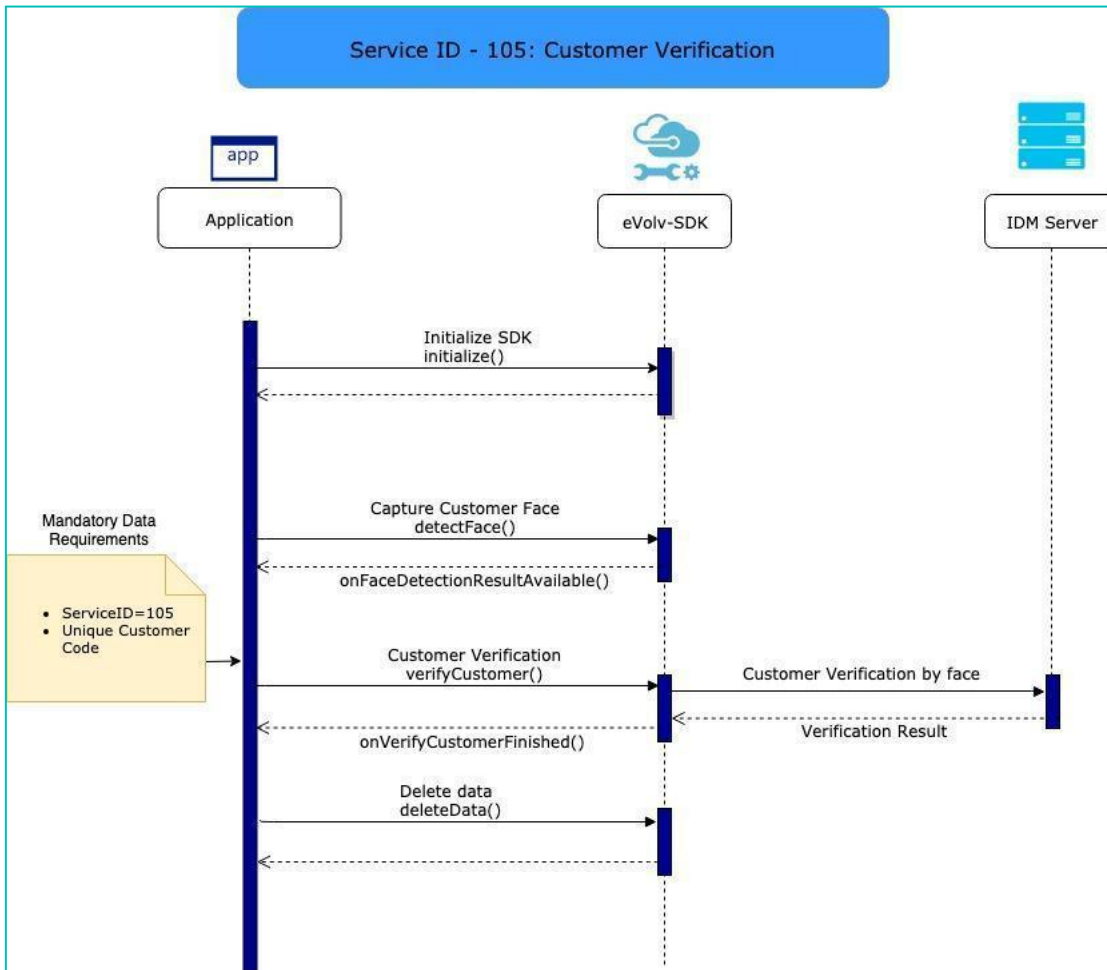 Service ID - 105: Customer Verification
app
Application
eVolv-SDK
IDM Server
Initialize SDK
initialize()
Capture Customer Face
detectFace()
onFaceDetectionResultAvailable()
Mandatory Data
Requirements
• ServiceID=105
• Unique Customer
Code
Customer Verification
verifyCustomer()
Customer Verification by face
Verification Result
onVerifyCustomerFinished()
Delete data
deleteData()